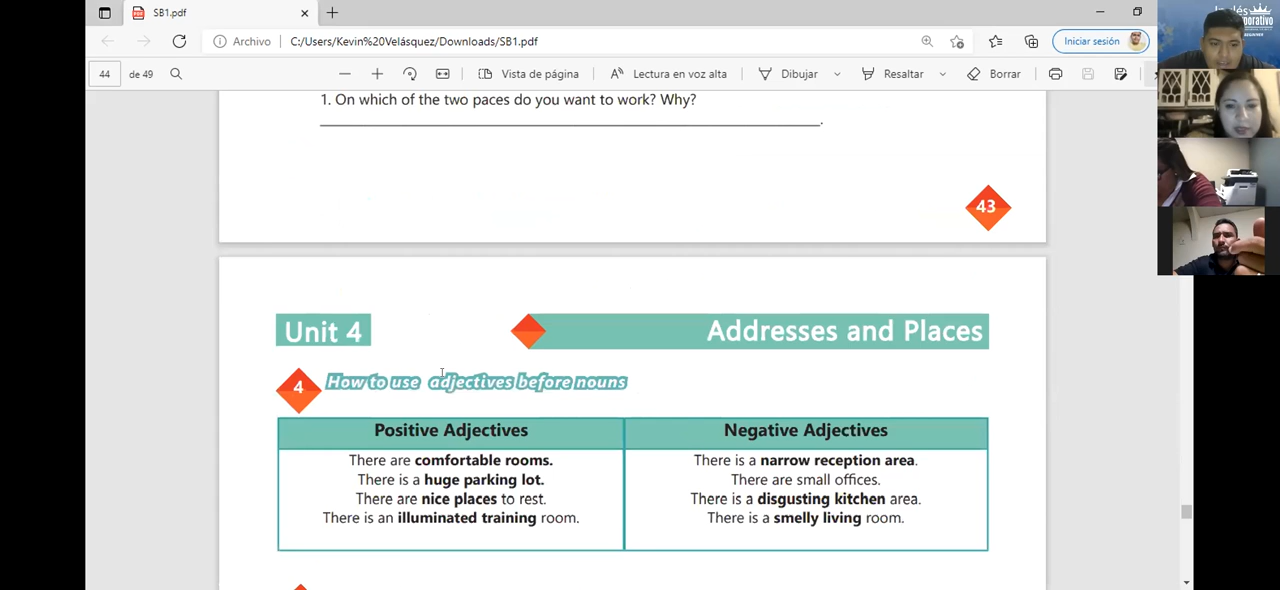 SB1.pdf
Archivo
C:/Users/Kevin%20Velásquez/Downloads/SB1.pdf
Iniciar sesión
44
de 49
Vista de página
Lectura en voz alta
Dibujar
Resaltar
Borrar
1. On which of the two paces do you want to work? Why?
_______________________________________________.
43
Unit 4
Addresses and Places
4
How to use adjectives before nouns
Positive Adjectives
There are comfortable rooms.
There is a huge parking lot.
There are nice places to rest.
There is an illuminated training room.
Negative Adjectives
There is a narrow reception area.
There are small offices.
There is a disgusting kitchen area.
There is a smelly living room.
Inglés